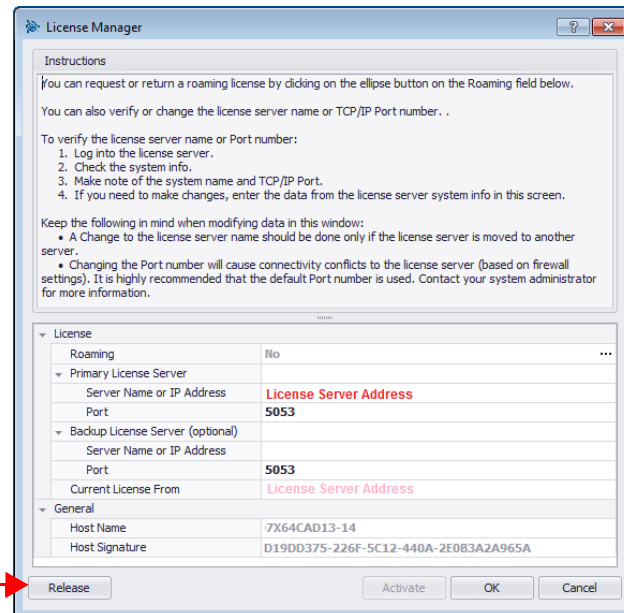 License Manager
Instructions
You can request or return a roaming license by clicking on the ellipse button on the Roaming field below.
You can also verify or change the license server name or TCP/IP Port number. .
To verify the license server name or Port number:
1. Log into the license server.
2. Check the system info.
3. Make note of the system name and TCP/IP Port.
4. If you need to make changes, enter the data from the license server system info in this screen.
Keep the following in mind when modifying data in this window:
• A Change to the license server name should be done only if the license server is moved to another
server.
• Changing the Port number will cause connectivity conflicts to the license server (based on firewall
settings). It is highly recommended that the default Port number is used. Contact your system administrator
for more information.
License
Roaming No ...
Primary License Server
Server Name or IP Address License Server Address
Port 5053
Backup License Server (optional)
Server Name or IP Address
Port 5053
Current License From License Server Address
General
Host Name 7X64CAD13-14
Host Signature D19DD375-226F-5C12-440A-2E0B3A2A965A
Release Activate OK Cancel